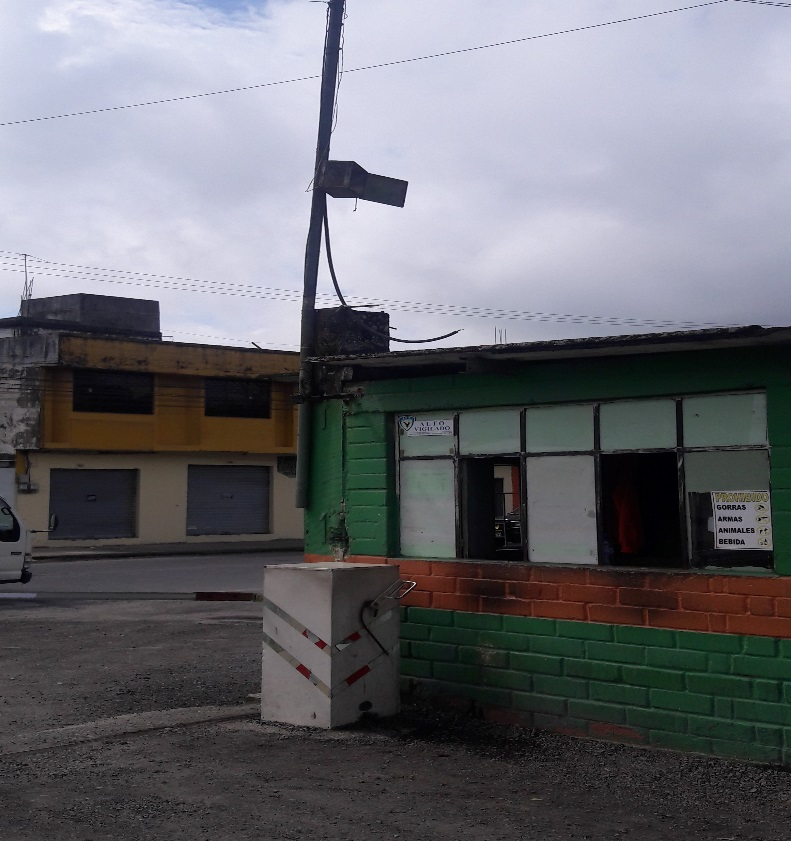 ALTO
VIGILADO
PROHIBIDO
GORRAS
ARMAS
ANIMALES
BEBIDA